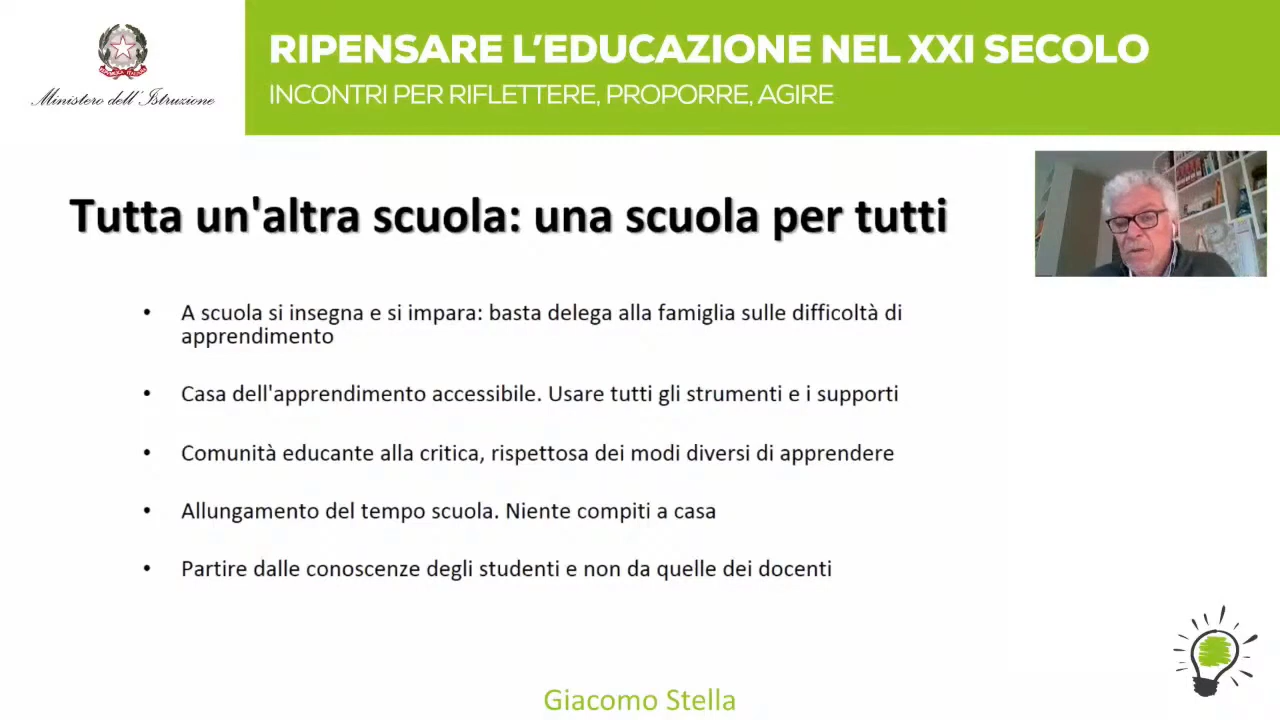 Ministero dell'Istruzione
RIPENSARE L'EDUCAZIONE NEL XXI SECOLO
INCONTRI PER RIFLETTERE, PROPORRE, AGIRE
Tutta un'altra scuola: una scuola per tutti
• A scuola si insegna e si impara: basta delega alla famiglia sulle difficoltà di
apprendimento
• Casa dell'apprendimento accessibile. Usare tutti gli strumenti e i supporti
• Comunità educante alla critica, rispettosa dei modi diversi di apprendere
• Allungamento del tempo scuola. Niente compiti a casa
• Partire dalle conoscenze degli studenti e non da quelle dei docenti
Giacomo Stella